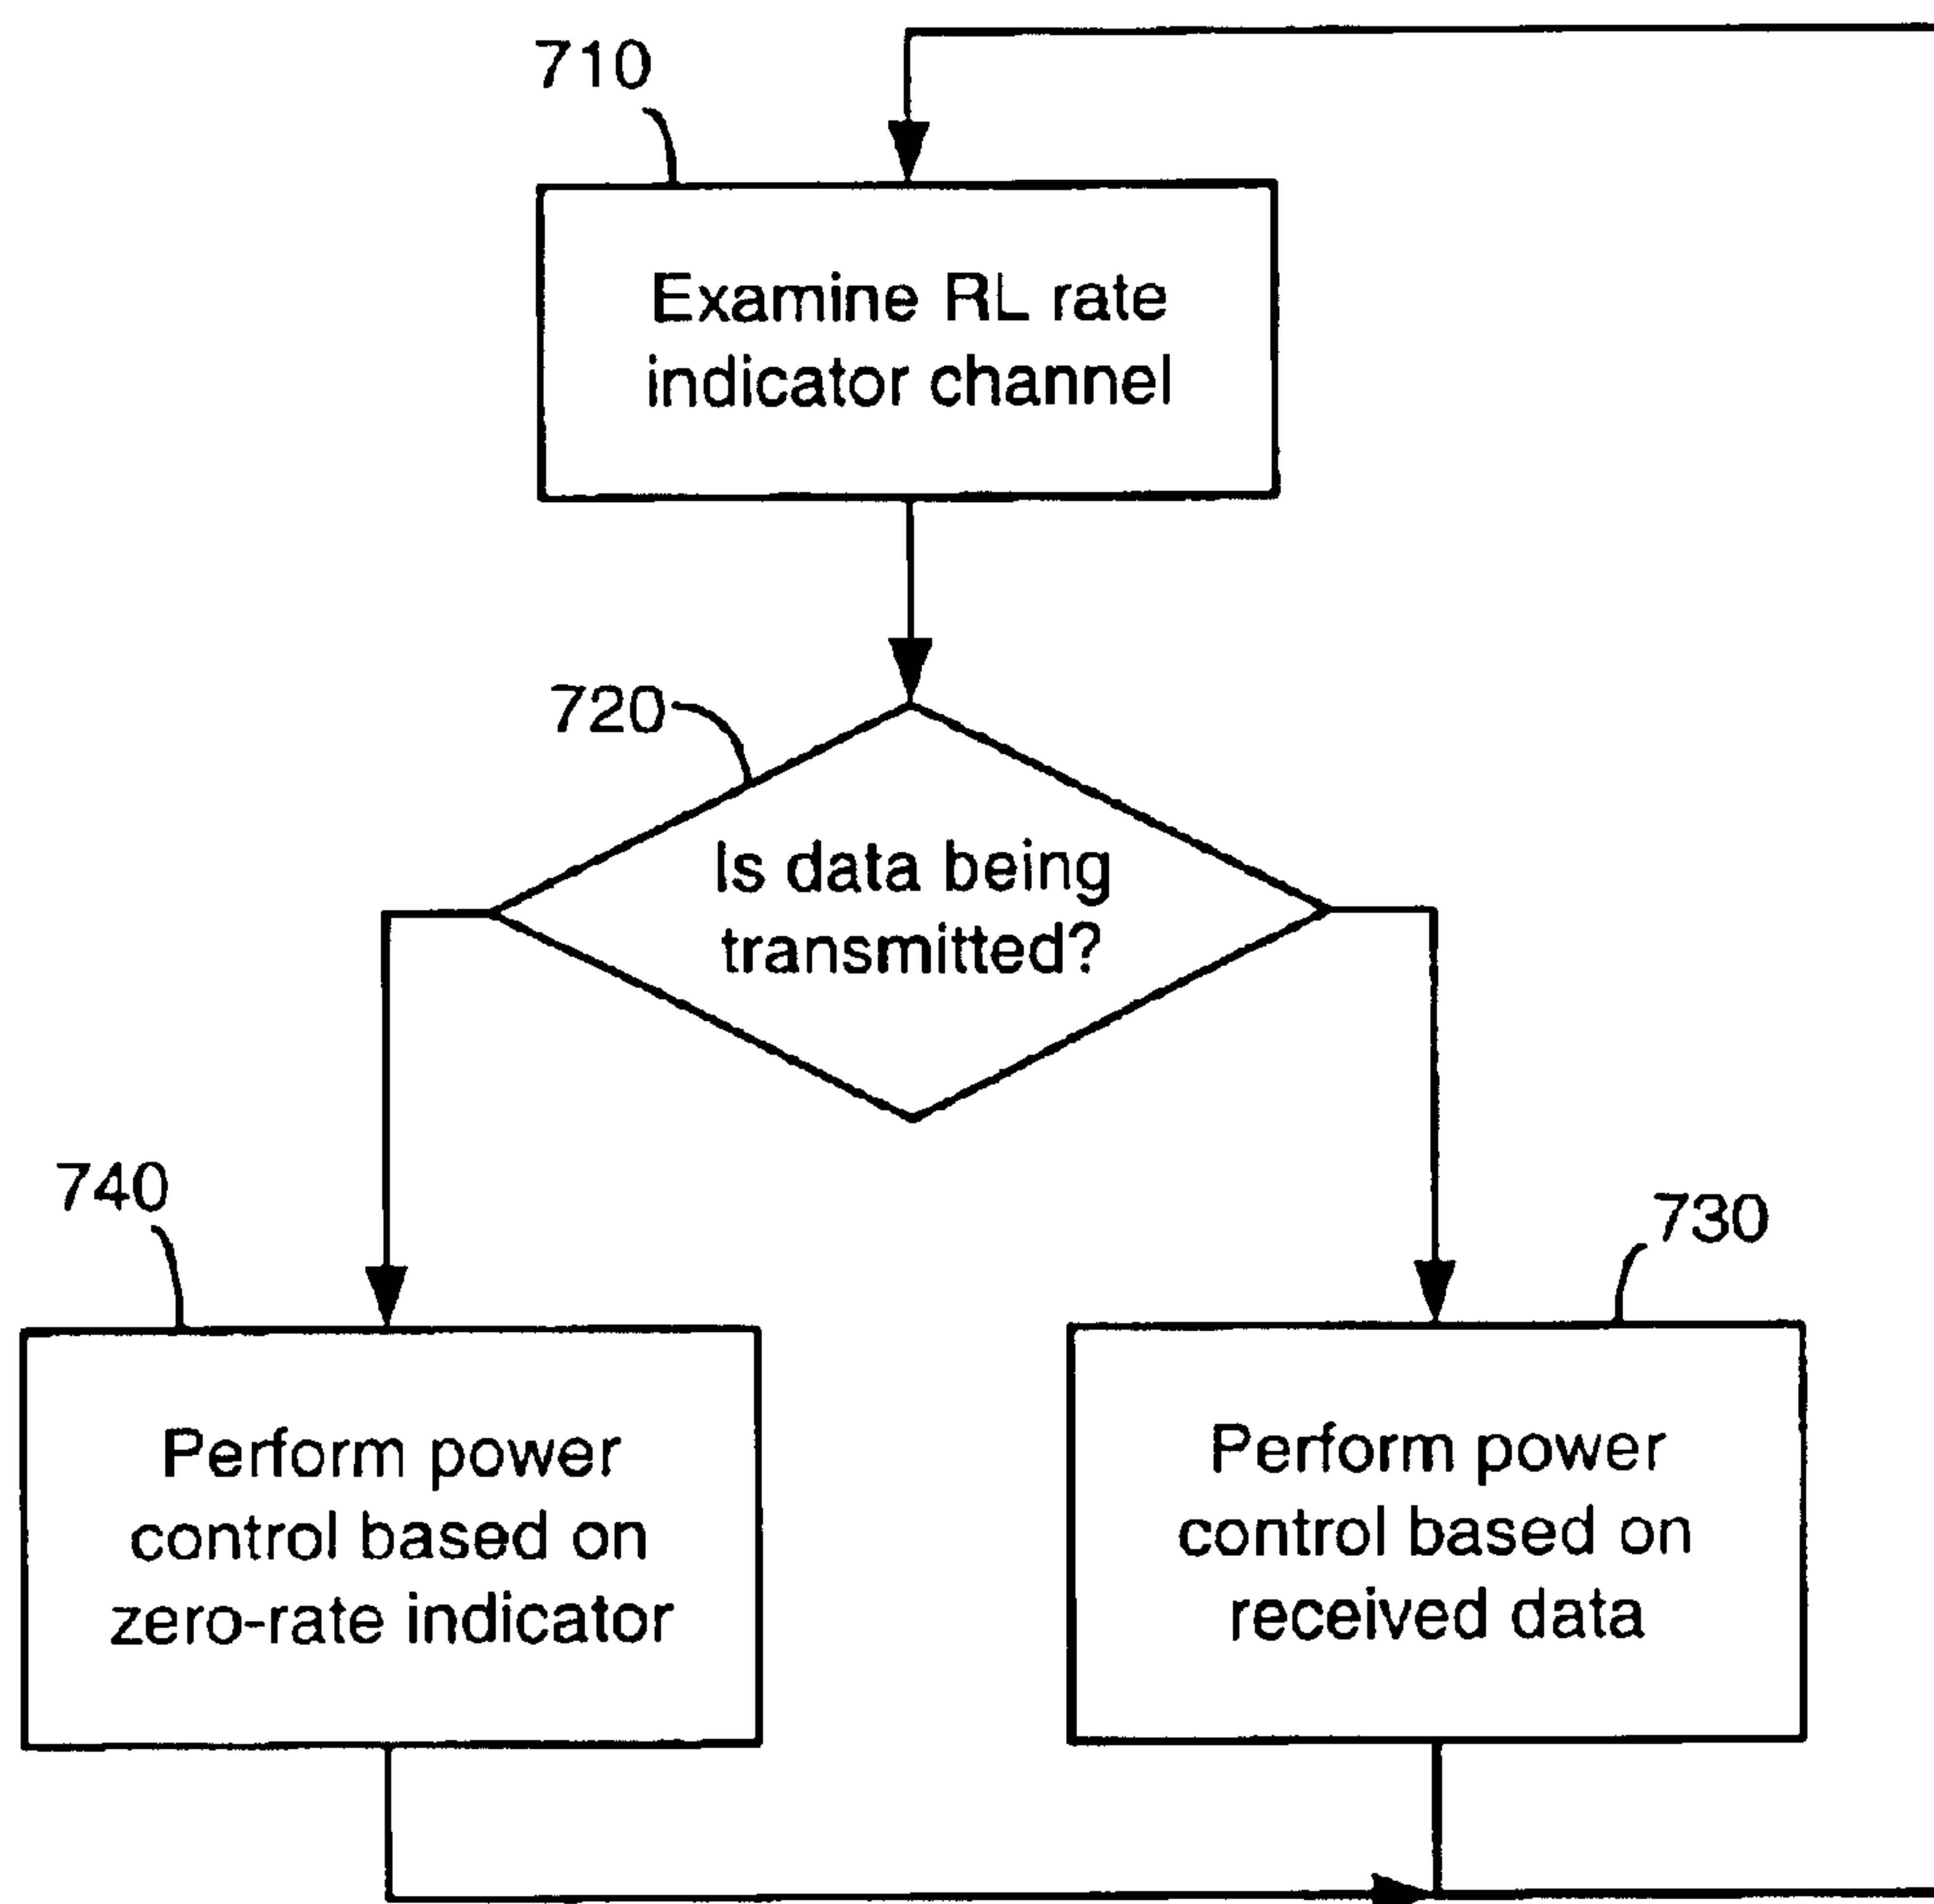 710
Examine RL rate
indicator channel
720
Is data being
transmitted?
740
730
Perform power
control based on
zero-rate indicator
Perform power
control based on
received data